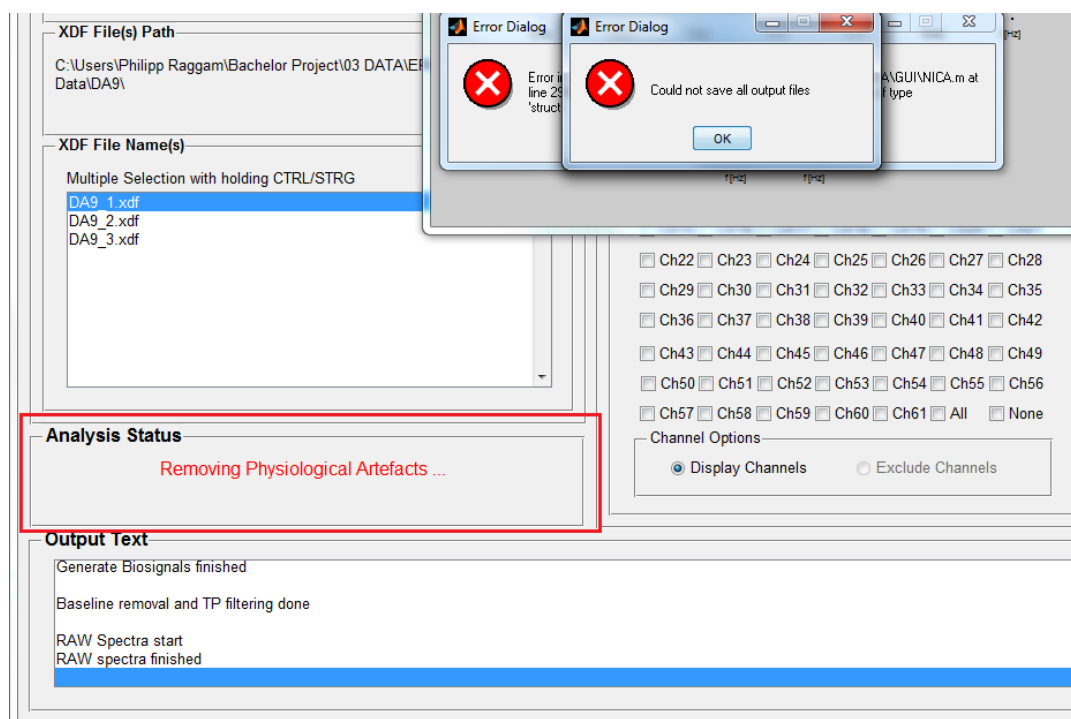 XDF File(s) Path
C:\Users\Philipp Raggam\Bachelor Project\03 DATA\
Data\DA9\
XDF File Name(s)
Multiple Selection with holding CTRL/STRG
DA9_1.xdf
DA9_2.xdf
DA9_3.xdf
Error Dialog
Error
line
'struct
A\GUI\NICA.m at
f type
Error Dialog
Could not save all output files
OK
[Hz]
f[Hz] f[Hz]
Ch22 Ch23 Ch24 Ch25 Ch26 Ch27 Ch28
Ch29 Ch30 Ch31 Ch32 Ch33 Ch34 Ch35
Ch36 Ch37 Ch38 Ch39 Ch40 Ch41 Ch42
Ch43 Ch44 Ch45 Ch46 Ch47 Ch48 Ch49
Ch50 Ch51 Ch52 Ch53 Ch54 Ch55 Ch56
Ch57 Ch58 Ch59 Ch60 Ch61 All None
Channel Options
Display Channels Exclude Channels
Analysis Status
Removing Physiological Artefacts ...
Output Text
Generate Biosignals finished
Baseline removal and TP filtering done
RAW Spectra start
RAW spectra finished